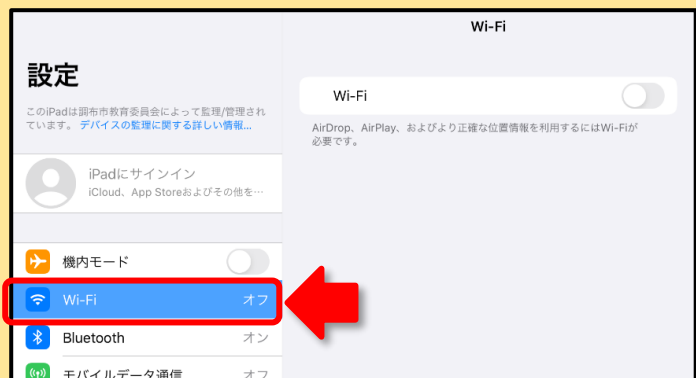 Wi-Fi
設定
このiPadは調布市教育委員会によって監理/管理され
ています。デバイスの監理に関する詳しい情報...
Wi-Fi
AirDrop、AirPlay、およびより正確な位置情報を利用するにはWi-Fiが
必要です。
iPadにサインイン
iCloud、App Storeおよびその他を…
機内モード
Wi-Fi オフ
Bluetooth オン
モバイルデータ通信 オフ